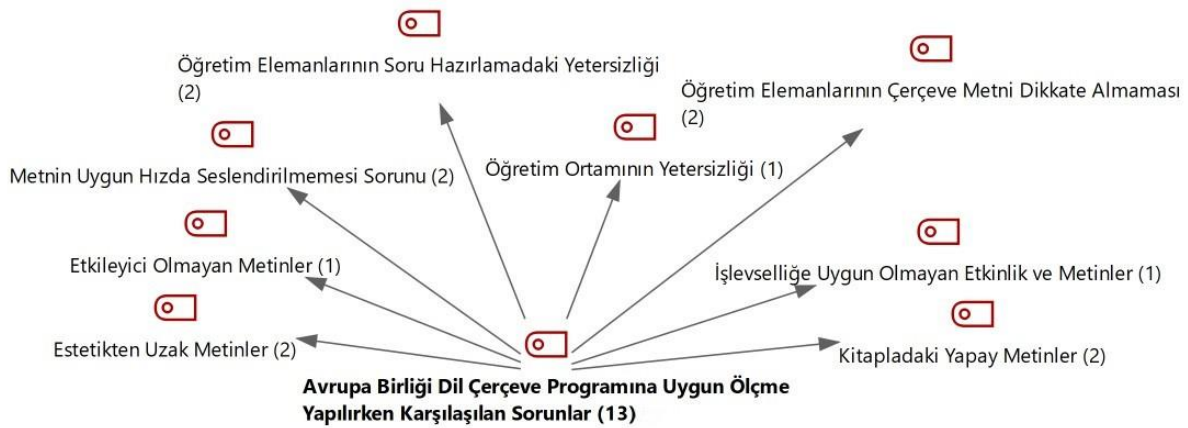 Öğretim Elemanlarının Soru Hazırlamadaki Yetersizliği
(2)
Öğretim Elemanlarının Çerçeve Metni Dikkate Almaması
(2)
Metnin Uygun Hızda Seslendirilmemesi Sorunu (2)
Öğretim Ortamının Yetersizliği (1)
Etkileyici Olmayan Metinler (1)
İşlevselliğe Uygun Olmayan Etkinlik ve Metinler (1)
Estetikten Uzak Metinler (2)
Kitapladaki Yapay Metinler (2)
Avrupa Birliği Dil Çerçeve Programına Uygun Ölçme
Yapılırken Karşılaşılan Sorunlar (13)